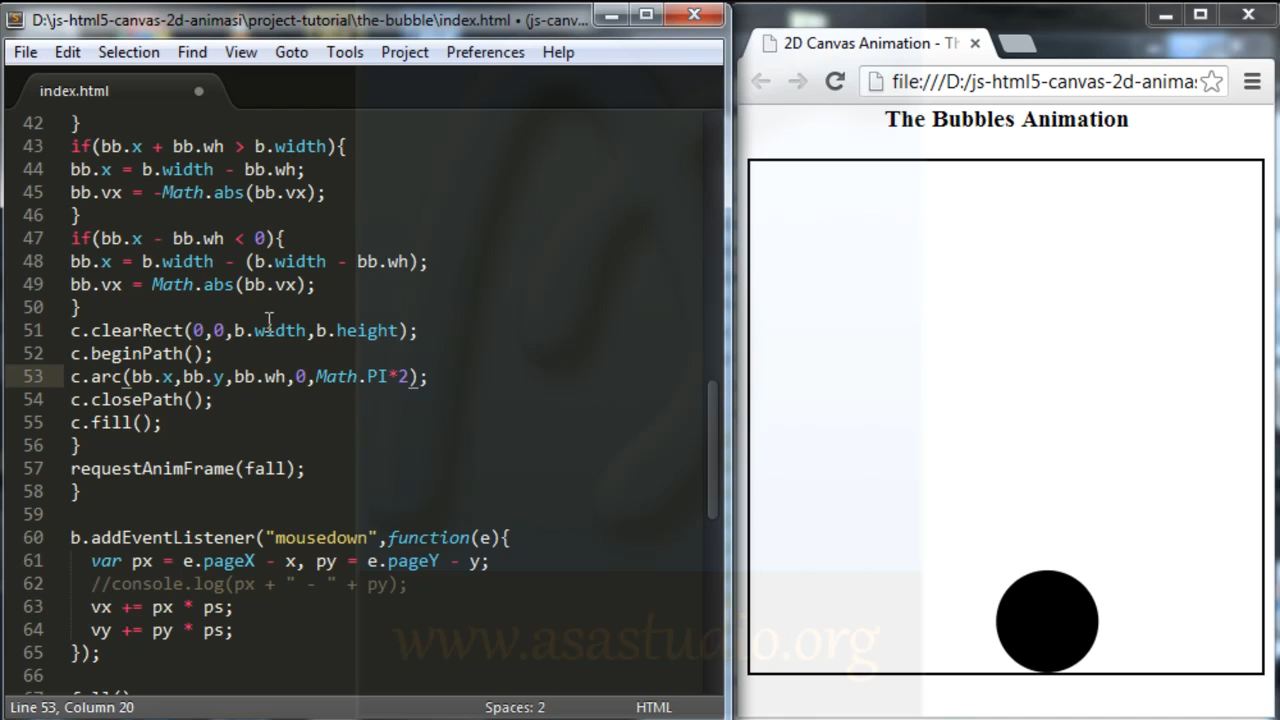 D:\js-html5-canvas-2d-animasi\project-tutorial\the-bubble\index.html • (js-canv...
File Edit Selection Find View Goto Tools Project Preferences Help
index.html
42 }
43 if(bb.x + bb.wh > b.width){
44 bb.x = b.width - bb.wh;
45 bb.vx = -Math.abs(bb.vx);
46 }
47 if(bb.x - bb.wh < 0){
48 bb.x = b.width - (b.width - bb.wh);
49 bb.vx = Math.abs(bb.vx);
50 }
51 c.clearRect(0,0,b.width,b.height);
52 c.beginPath();
53 c.arc(bb.x,bb.y,bb.wh,0,Math.PI*2);
54 c.closePath();
55 c.fill();
56 }
57 requestAnimFrame(fall);
58 }
59
60 b.addEventListener("mousedown",function(e){
61 var px = e.pageX - x, py = e.pageY - y;
62 //console.log(px + " - " + py);
63 vx += px * ps;
64 vy += py * ps;
65 });
66
Line 53, Column 20 Spaces: 2 HTML
2D Canvas Animation - Th
file:///D:/js-html5-canvas-2d-animas
The Bubbles Animation
www.asastudio.org